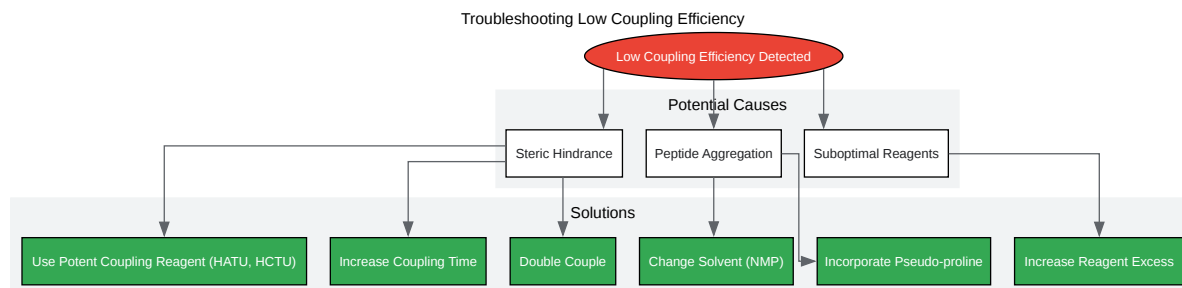 Troubleshooting Low Coupling Efficiency
Low Coupling Efficiency Detected
Potential Causes
Steric Hindrance
Peptide Aggregation
Suboptimal Reagents
Solutions
Use Potent Coupling Reagent (HATU, HCTU)
Increase Coupling Time
Double Couple
Change Solvent (NMP)
Incorporate Pseudo-proline
Increase Reagent Excess